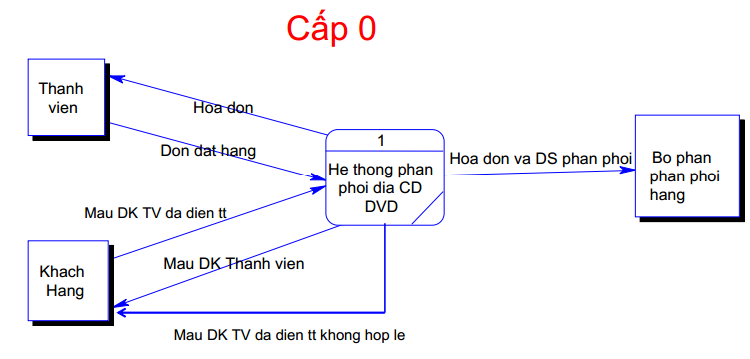 Cấp 0
Thanh
vien
Hoa don
Don dat hang
1
He thong phan
phoi dia CD
DVD
Hoa don va DS phan phoi
Bo phan
phan phoi
hang
Mau DK TV da dien tt
Khach
Hang
Mau DK Thanh vien
Mau DK TV da dien tt khong hop le